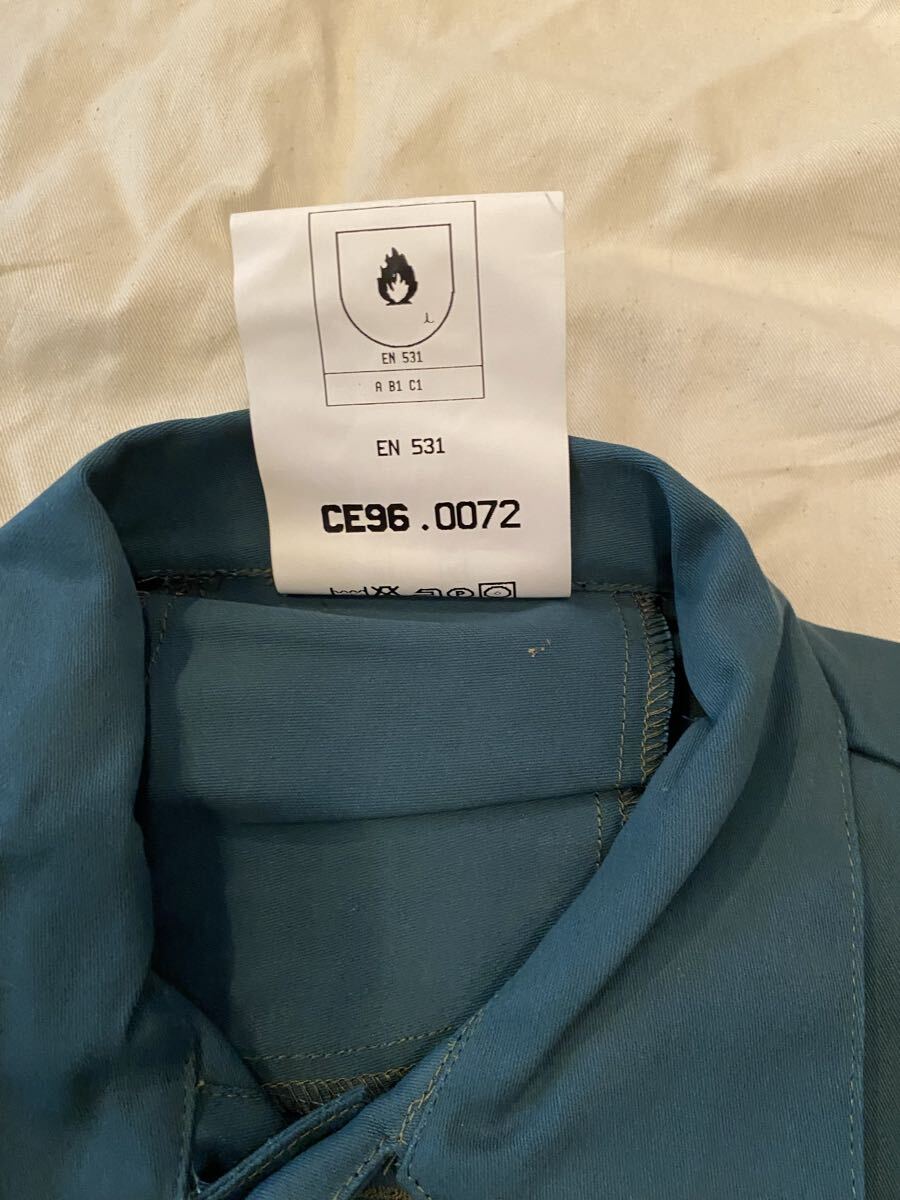 EN 531
A B1 C1
EN 531
CE96.0072
P